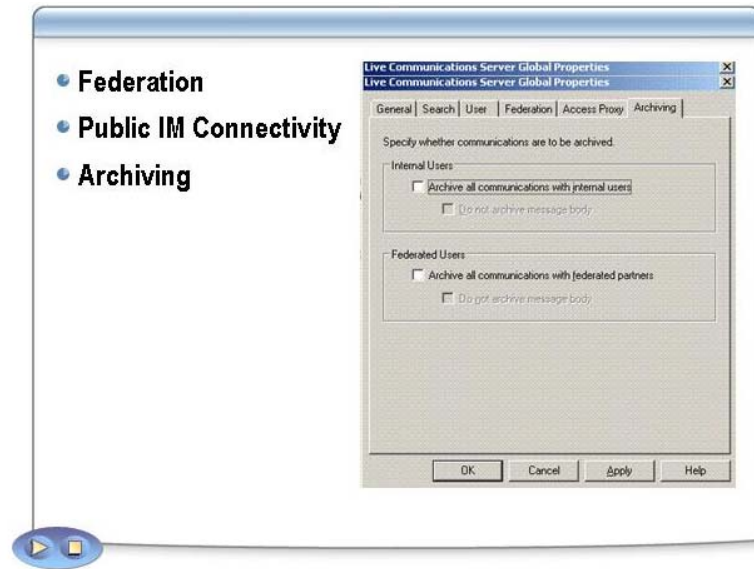 Federation
Public IM Connectivity
Archiving
Live Communications Server Global Properties
Live Communications Server Global Properties
General Search User Federation Access Proxy Archiving
Specify whether communications are to be archived.
Internal Users
Archive all communications with internal users
Do not archive message body
Federated Users
Archive all communications with federated partners
Do not archive message body
OK Cancel Apply Help